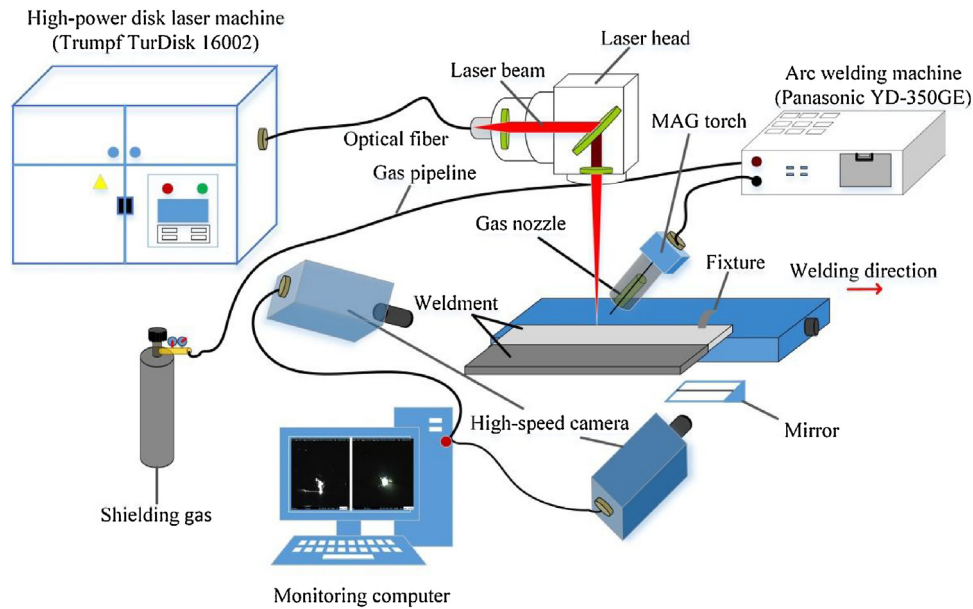 High-power disk laser machine
(Trumpf TurDisk 16002)
Laser head
Laser beam
Arc welding machine
(Panasonic YD-350GE)
MAG torch
Optical fiber
Gas pipeline
Gas nozzle
Fixture
Welding direction
Weldment
High-speed camera
Mirror
Shielding gas
Monitoring computer